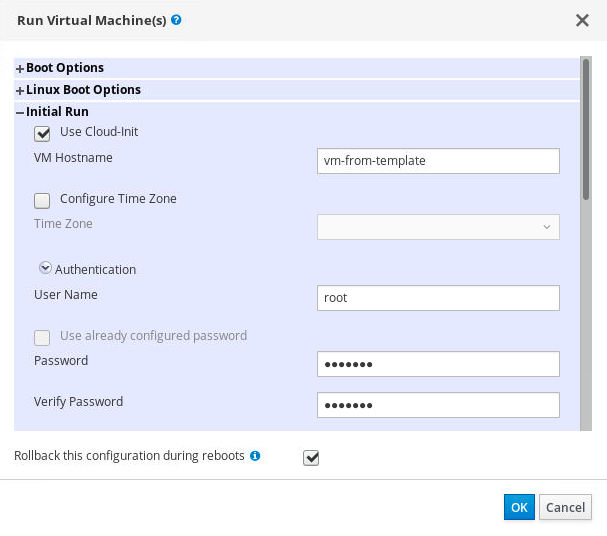 Run Virtual Machine(s)
Boot Options
Linux Boot Options
Initial Run
Use Cloud-Init
VM Hostname
vm-from-template
Configure Time Zone
Time Zone
Authentication
User Name
root
Use already configured password
Password
•••••••
Verify Password
•••••••
Rollback this configuration during reboots
OK
Cancel